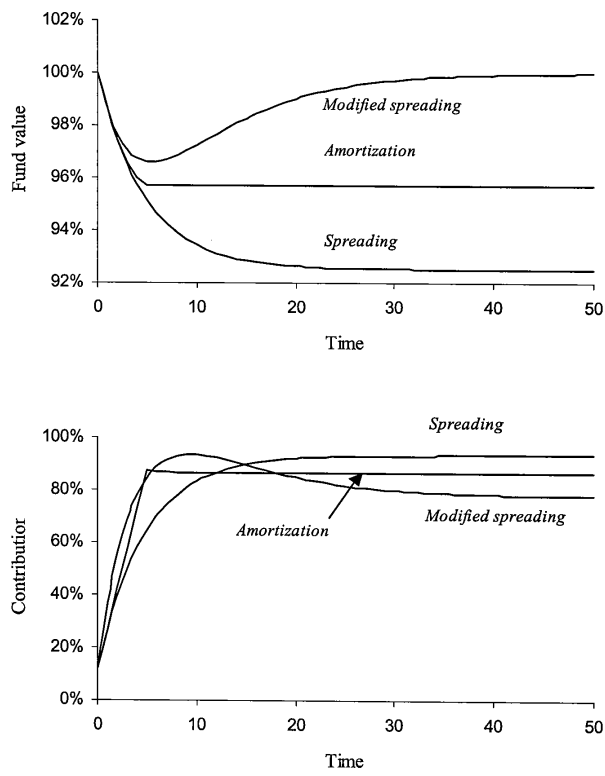 102%
100%
98%
96%
94%
92%
Fund value
Modified spreading
Amortization
Spreading
0 10 20 30 40 50
Time
Spreading
100%
80%
60%
40%
20%
0%
Contributior
Amortization
Modified spreading
0 10 20 30 40 50
Time